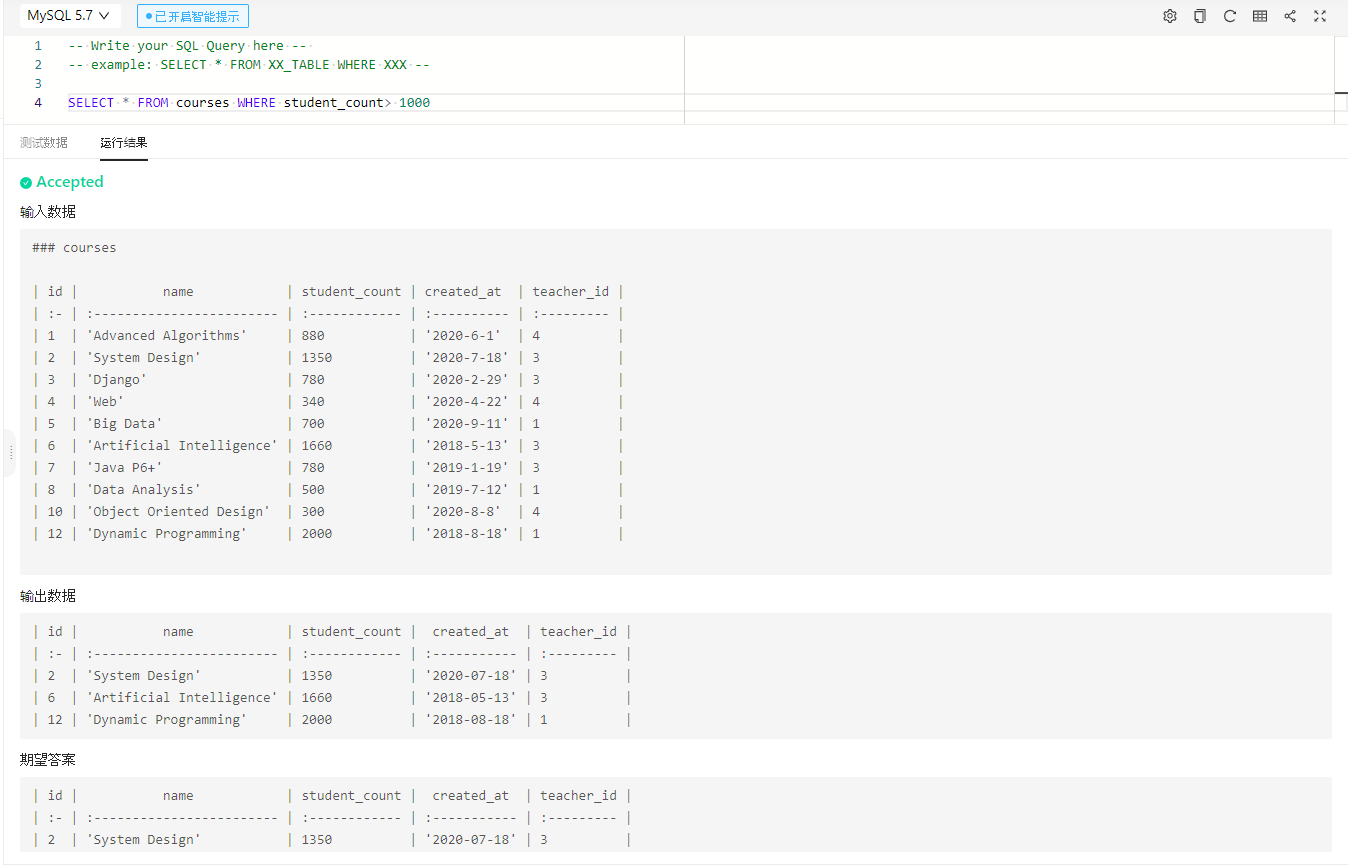 MySQL 5.7
已开启智能提示
1 -- Write your SQL Query here --
2 -- example: SELECT * FROM XX_TABLE WHERE XXX --
3
4 SELECT * FROM courses WHERE student_count> 1000
测试数据 运行结果
Accepted
输入数据
### courses
| id | name | student_count | created_at | teacher_id |
| :- | :------------------------ | :------------ | :---------- | :--------- |
| 1 | 'Advanced Algorithms' | 880 | '2020-6-1' | 4 |
| 2 | 'System Design' | 1350 | '2020-7-18' | 3 |
| 3 | 'Django' | 780 | '2020-2-29' | 3 |
| 4 | 'Web' | 340 | '2020-4-22' | 4 |
| 5 | 'Big Data' | 700 | '2020-9-11' | 1 |
| 6 | 'Artificial Intelligence' | 1660 | '2018-5-13' | 3 |
| 7 | 'Java P6+' | 780 | '2019-1-19' | 3 |
| 8 | 'Data Analysis' | 500 | '2019-7-12' | 1 |
| 10 | 'Object Oriented Design' | 300 | '2020-8-8' | 4 |
| 12 | 'Dynamic Programming' | 2000 | '2018-8-18' | 1 |
输出数据
| id | name | student_count | created_at | teacher_id |
| :- | :------------------------ | :------------ | :----------- | :--------- |
| 2 | 'System Design' | 1350 | '2020-07-18' | 3 |
| 6 | 'Artificial Intelligence' | 1660 | '2018-05-13' | 3 |
| 12 | 'Dynamic Programming' | 2000 | '2018-08-18' | 1 |
期望答案
| id | name | student_count | created_at | teacher_id |
| :- | :------------------------ | :------------ | :----------- | :--------- |
| 2 | 'System Design' | 1350 | '2020-07-18' | 3 |